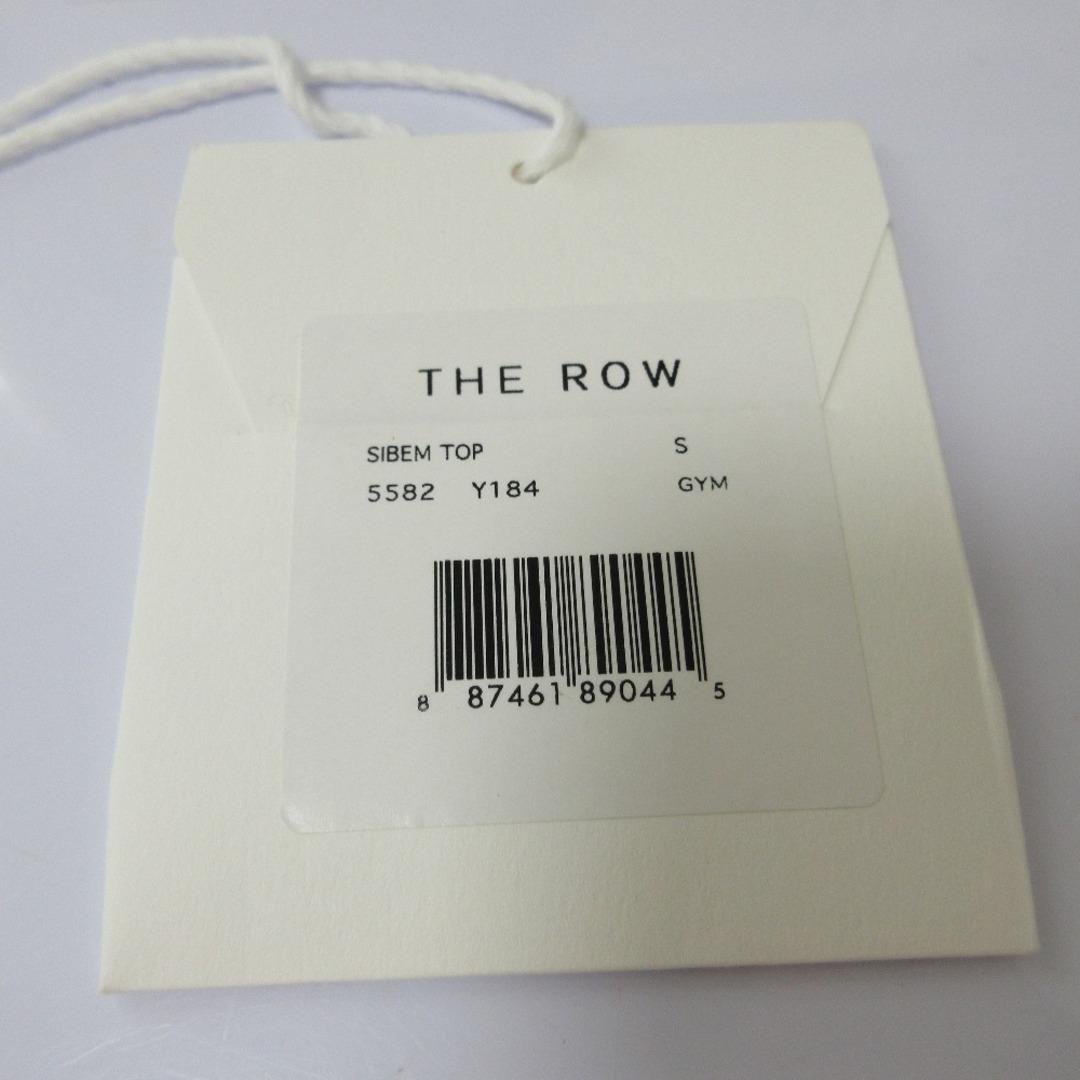 THE ROW
SIBEM TOP S
5582 Y184 GYM
8 87461 89044 5